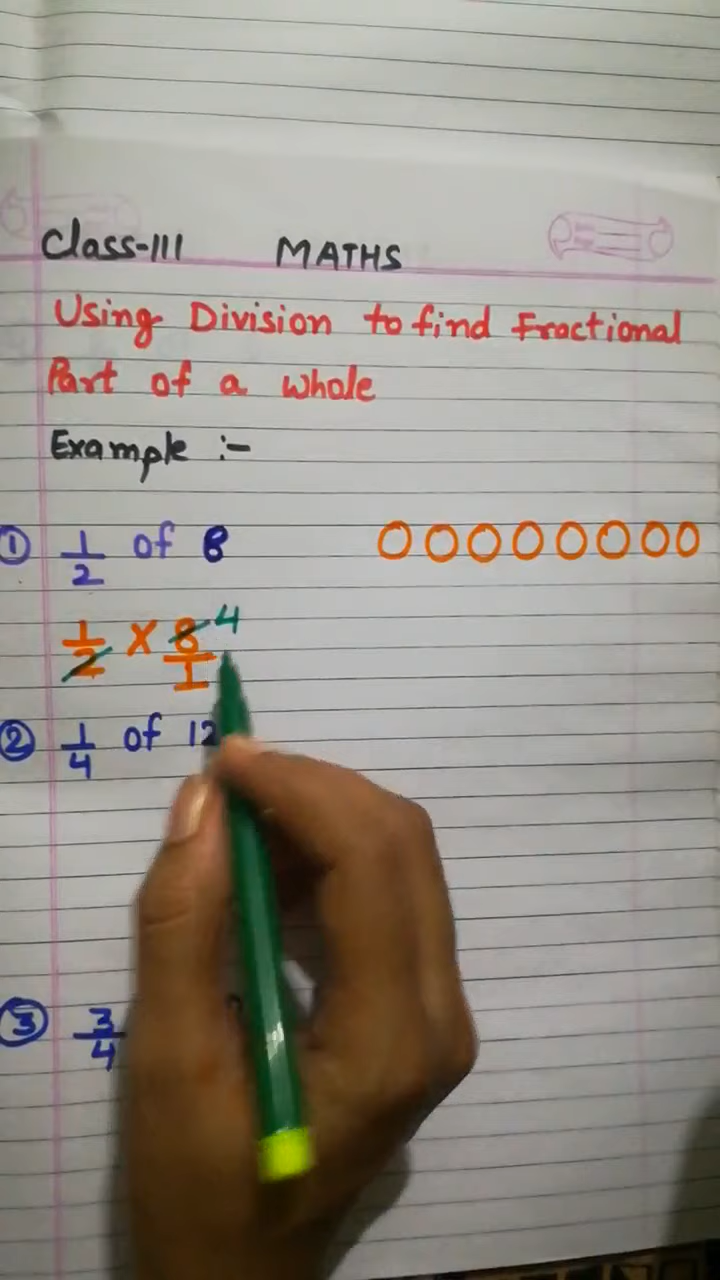 Class-III MATHS
Using Division to find Fractional
Part of a whole
Example :-
① 1/2 of 8 OOOOOOOO
1/2 X 8/1 4
② 1/4 of 12
③ 3/4